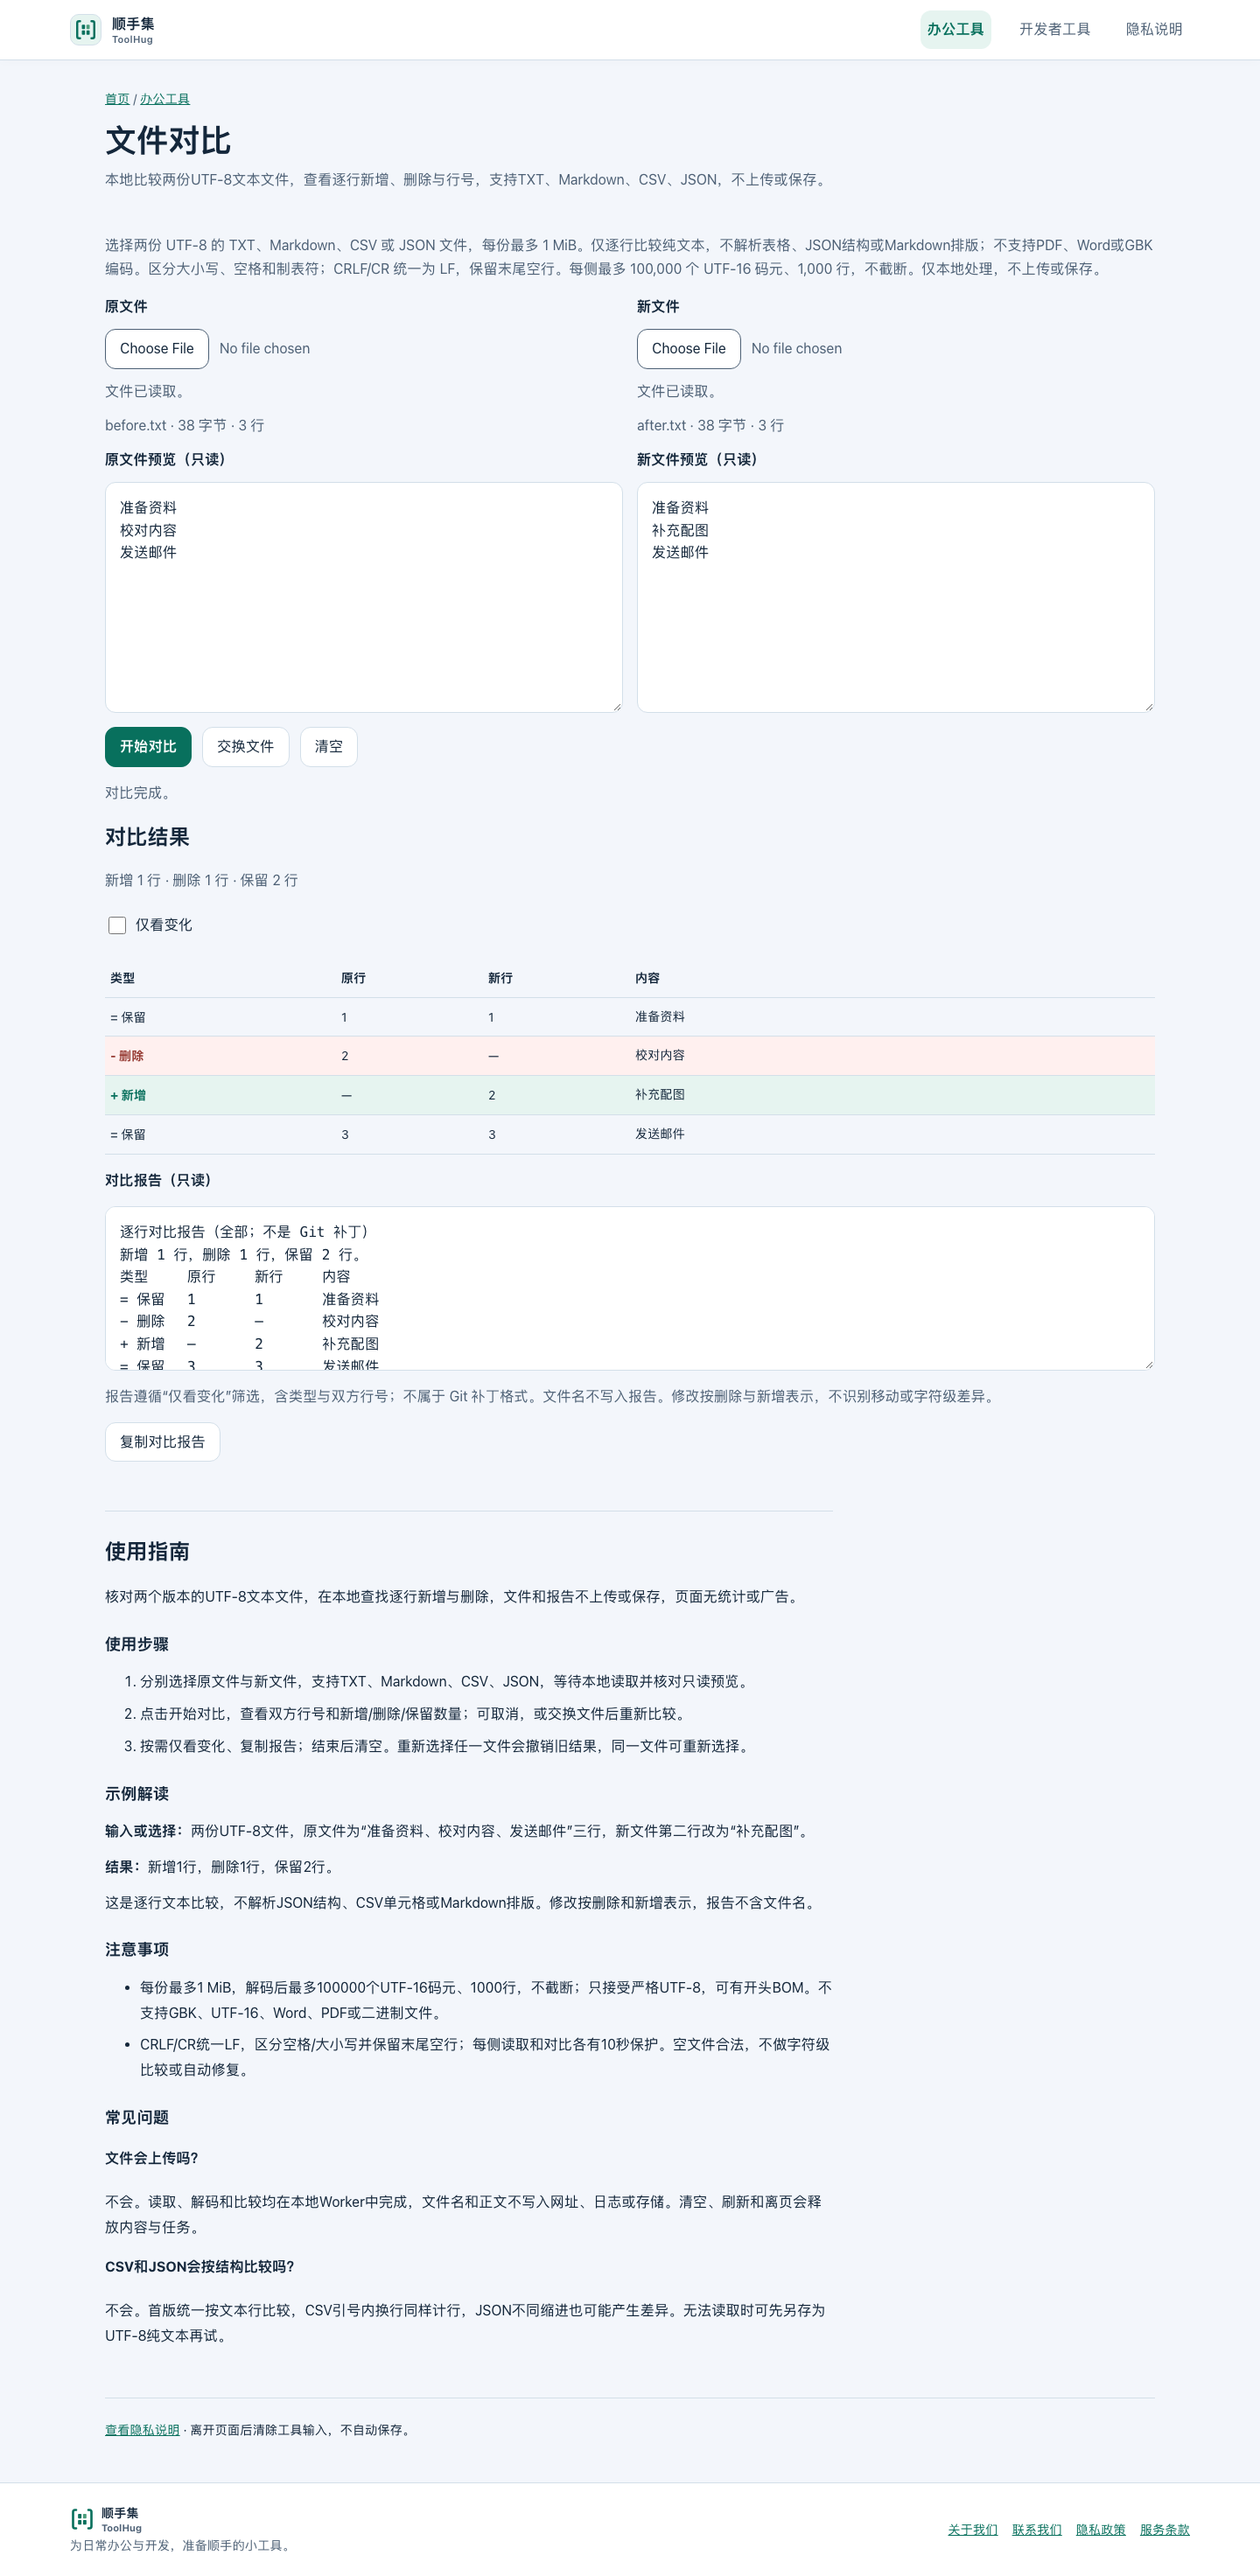 顺手集
ToolHug
办公工具
开发者工具
隐私说明
首页 / 办公工具
文件对比
本地比较两份UTF-8文本文件，查看逐行新增、删除与行号，支持TXT、Markdown、CSV、JSON，不上传或保存。
选择两份 UTF-8 的 TXT、Markdown、CSV 或 JSON 文件，每份最多 1 MiB。仅逐行比较纯文本，不解析表格、JSON结构或Markdown排版；不支持PDF、Word或GBK
编码。区分大小写、空格和制表符；CRLF/CR 统一为 LF，保留末尾空行。每侧最多 100,000 个 UTF-16 码元、1,000 行，不截断。仅本地处理，不上传或保存。
原文件
Choose File No file chosen
文件已读取。
before.txt · 38 字节 · 3 行
原文件预览（只读）
准备资料
校对内容
发送邮件
新文件
Choose File No file chosen
文件已读取。
after.txt · 38 字节 · 3 行
新文件预览（只读）
准备资料
补充配图
发送邮件
开始对比 交换文件 清空
对比完成。
对比结果
新增 1 行 · 删除 1 行 · 保留 2 行
仅看变化
类型 原行 新行 内容
= 保留 1 1 准备资料
- 删除 2 — 校对内容
+ 新增 — 2 补充配图
= 保留 3 3 发送邮件
对比报告（只读）
逐行对比报告（全部；不是 Git 补丁）
新增 1 行，删除 1 行，保留 2 行。
类型 原行 新行 内容
= 保留 1 1 准备资料
− 删除 2 — 校对内容
+ 新增 — 2 补充配图
= 保留 3 3 发送邮件
报告遵循“仅看变化”筛选，含类型与双方行号；不属于 Git 补丁格式。文件名不写入报告。修改按删除与新增表示，不识别移动或字符级差异。
复制对比报告
使用指南
核对两个版本的UTF-8文本文件，在本地查找逐行新增与删除，文件和报告不上传或保存，页面无统计或广告。
使用步骤
1. 分别选择原文件与新文件，支持TXT、Markdown、CSV、JSON，等待本地读取并核对只读预览。
2. 点击开始对比，查看双方行号和新增/删除/保留数量；可取消，或交换文件后重新比较。
3. 按需仅看变化、复制报告；结束后清空。重新选择任一文件会撤销旧结果，同一文件可重新选择。
示例解读
输入或选择：两份UTF-8文件，原文件为“准备资料、校对内容、发送邮件”三行，新文件第二行改为“补充配图”。
结果：新增1行，删除1行，保留2行。
这是逐行文本比较，不解析JSON结构、CSV单元格或Markdown排版。修改按删除和新增表示，报告不含文件名。
注意事项
• 每份最多1 MiB，解码后最多100000个UTF-16码元、1000行，不截断；只接受严格UTF-8，可有开头BOM。不
支持GBK、UTF-16、Word、PDF或二进制文件。
• CRLF/CR统一LF，区分空格/大小写并保留末尾空行；每侧读取和对比各有10秒保护。空文件合法，不做字符级
比较或自动修复。
常见问题
文件会上传吗？
不会。读取、解码和比较均在本地Worker中完成，文件名和正文不写入网址、日志或存储。清空、刷新和离页会释
放内容与任务。
CSV和JSON会按结构比较吗？
不会。首版统一按文本行比较，CSV引号内换行同样计行，JSON不同缩进也可能产生差异。无法读取时可先另存为
UTF-8纯文本再试。
查看隐私说明 · 离开页面后清除工具输入，不自动保存。
顺手集
ToolHug
为日常办公与开发，准备顺手的小工具。
关于我们 联系我们 隐私政策 服务条款